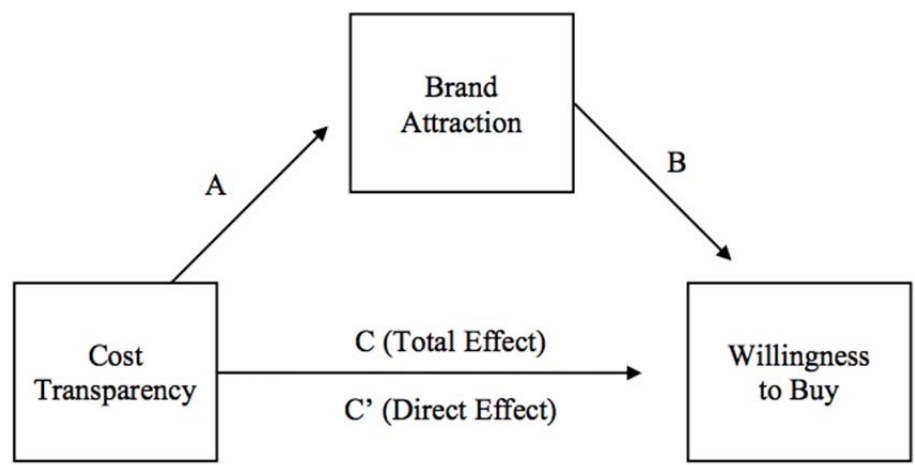 Brand
Attraction
A
B
Cost
Transparency
C (Total Effect)
C’ (Direct Effect)
Willingness
to Buy